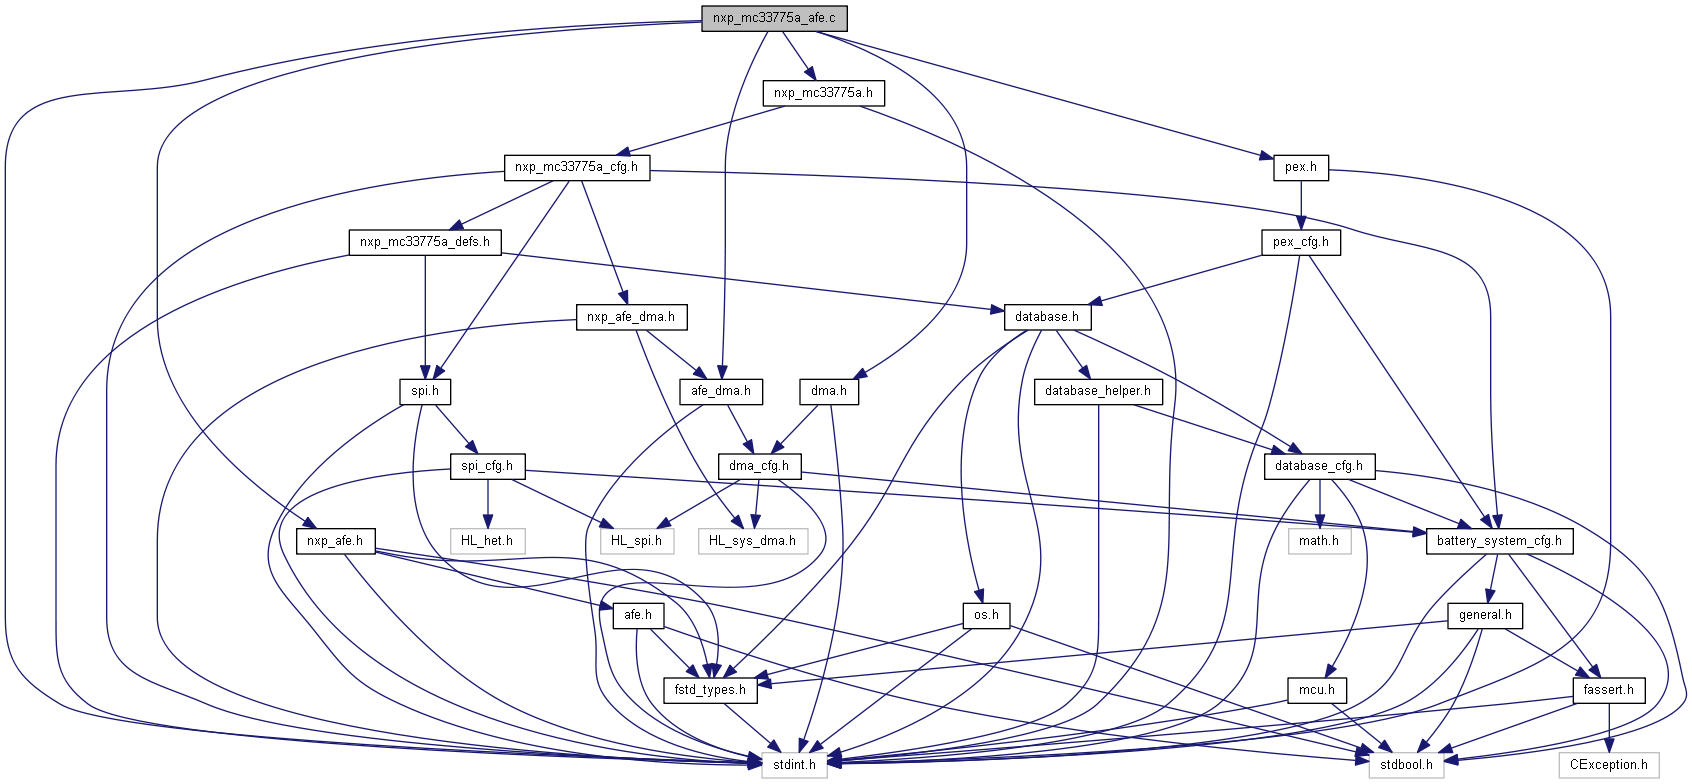 nxp_mc33775a_afe.c
nxp_mc33775a.h
nxp_mc33775a_cfg.h
pex.h
nxp_mc33775a_defs.h
pex_cfg.h
nxp_afe_dma.h
database.h
spi.h
afe_dma.h
dma.h
database_helper.h
spi_cfg.h
dma_cfg.h
database_cfg.h
nxp_afe.h
HL_het.h
HL_spi.h
HL_sys_dma.h
math.h
battery_system_cfg.h
afe.h
os.h
general.h
fstd_types.h
mcu.h
fassert.h
stdint.h
stdbool.h
CException.h